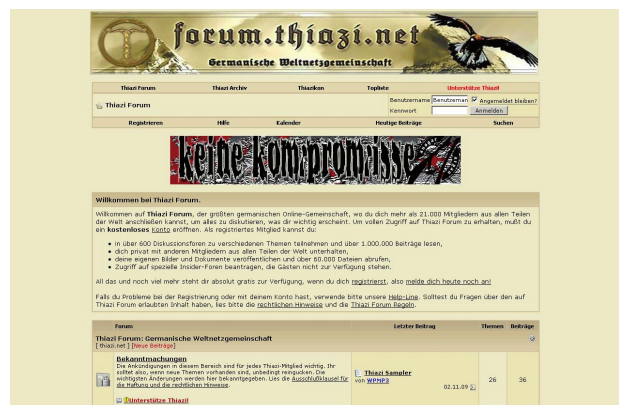 forum.thiazi.net
Germanische Weltnetzgemeinschaft
Thiazi Forum Thiazi Archiv Thiazikon Topliste Unterstütze Thiazi!
Thiazi Forum
Benutzername Benutzernam Angemeldet bleiben?
Kennwort Anmelden
Registrieren Hilfe Kalender Heutige Beiträge Suchen
keine kompromisse
Willkommen bei Thiazi Forum.
Willkommen auf Thiazi Forum, der größten germanischen Online-Gemeinschaft, wo du dich mehr als 21.000 Mitgliedern aus allen Teilen
der Welt anschließen kannst, um alles zu diskutieren, was dir wichtig erscheint. Um vollen Zugriff auf Thiazi Forum zu erhalten, mußt du
ein kostenloses Konto eröffnen. Als registriertes Mitglied kannst du:
• in über 600 Diskussionsforen zu verschiedenen Themen teilnehmen und über 1.000.000 Beiträge lesen,
• dich privat mit anderen Mitgliedern aus allen Teilen der Welt unterhalten,
• deine eigenen Bilder und Dokumente veröffentlichen und über 60.000 Dateien abrufen,
• Zugriff auf spezielle Insider-Foren beantragen, die Gästen nicht zur Verfügung stehen.
All das und noch viel mehr steht dir absolut gratis zur Verfügung, wenn du dich registrierst, also melde dich heute noch an!
Falls du Probleme bei der Registrierung oder mit deinem Konto hast, verwende bitte unsere Help-Line. Solltest du Fragen über den auf
Thiazi Forum erlaubten Inhalt haben, lies bitte die rechtlichen Hinweise und die Thiazi Forum Regeln.
Forum Letzter Beitrag Themen Beiträge
Thiazi Forum: Germanische Weltnetzgemeinschaft
[ thiazi.net ] [Neue Beiträge]
Bekanntmachungen
Die Ankündigungen in diesem Bereich sind für jedes Thiazi-Mitglied wichtig. Ihr
solltet also, wenn neue Themen vorhanden sind, unbedingt reingucken. Die
wichtigsten Änderungen werden hier bekanntgegeben. Lies die Ausschlußklausel für
die Haftung und die rechtlichen Hinweise.
Thiazi Sampler
von WPMP3
02.11.09
26 36
Unterstütze Thiazi!